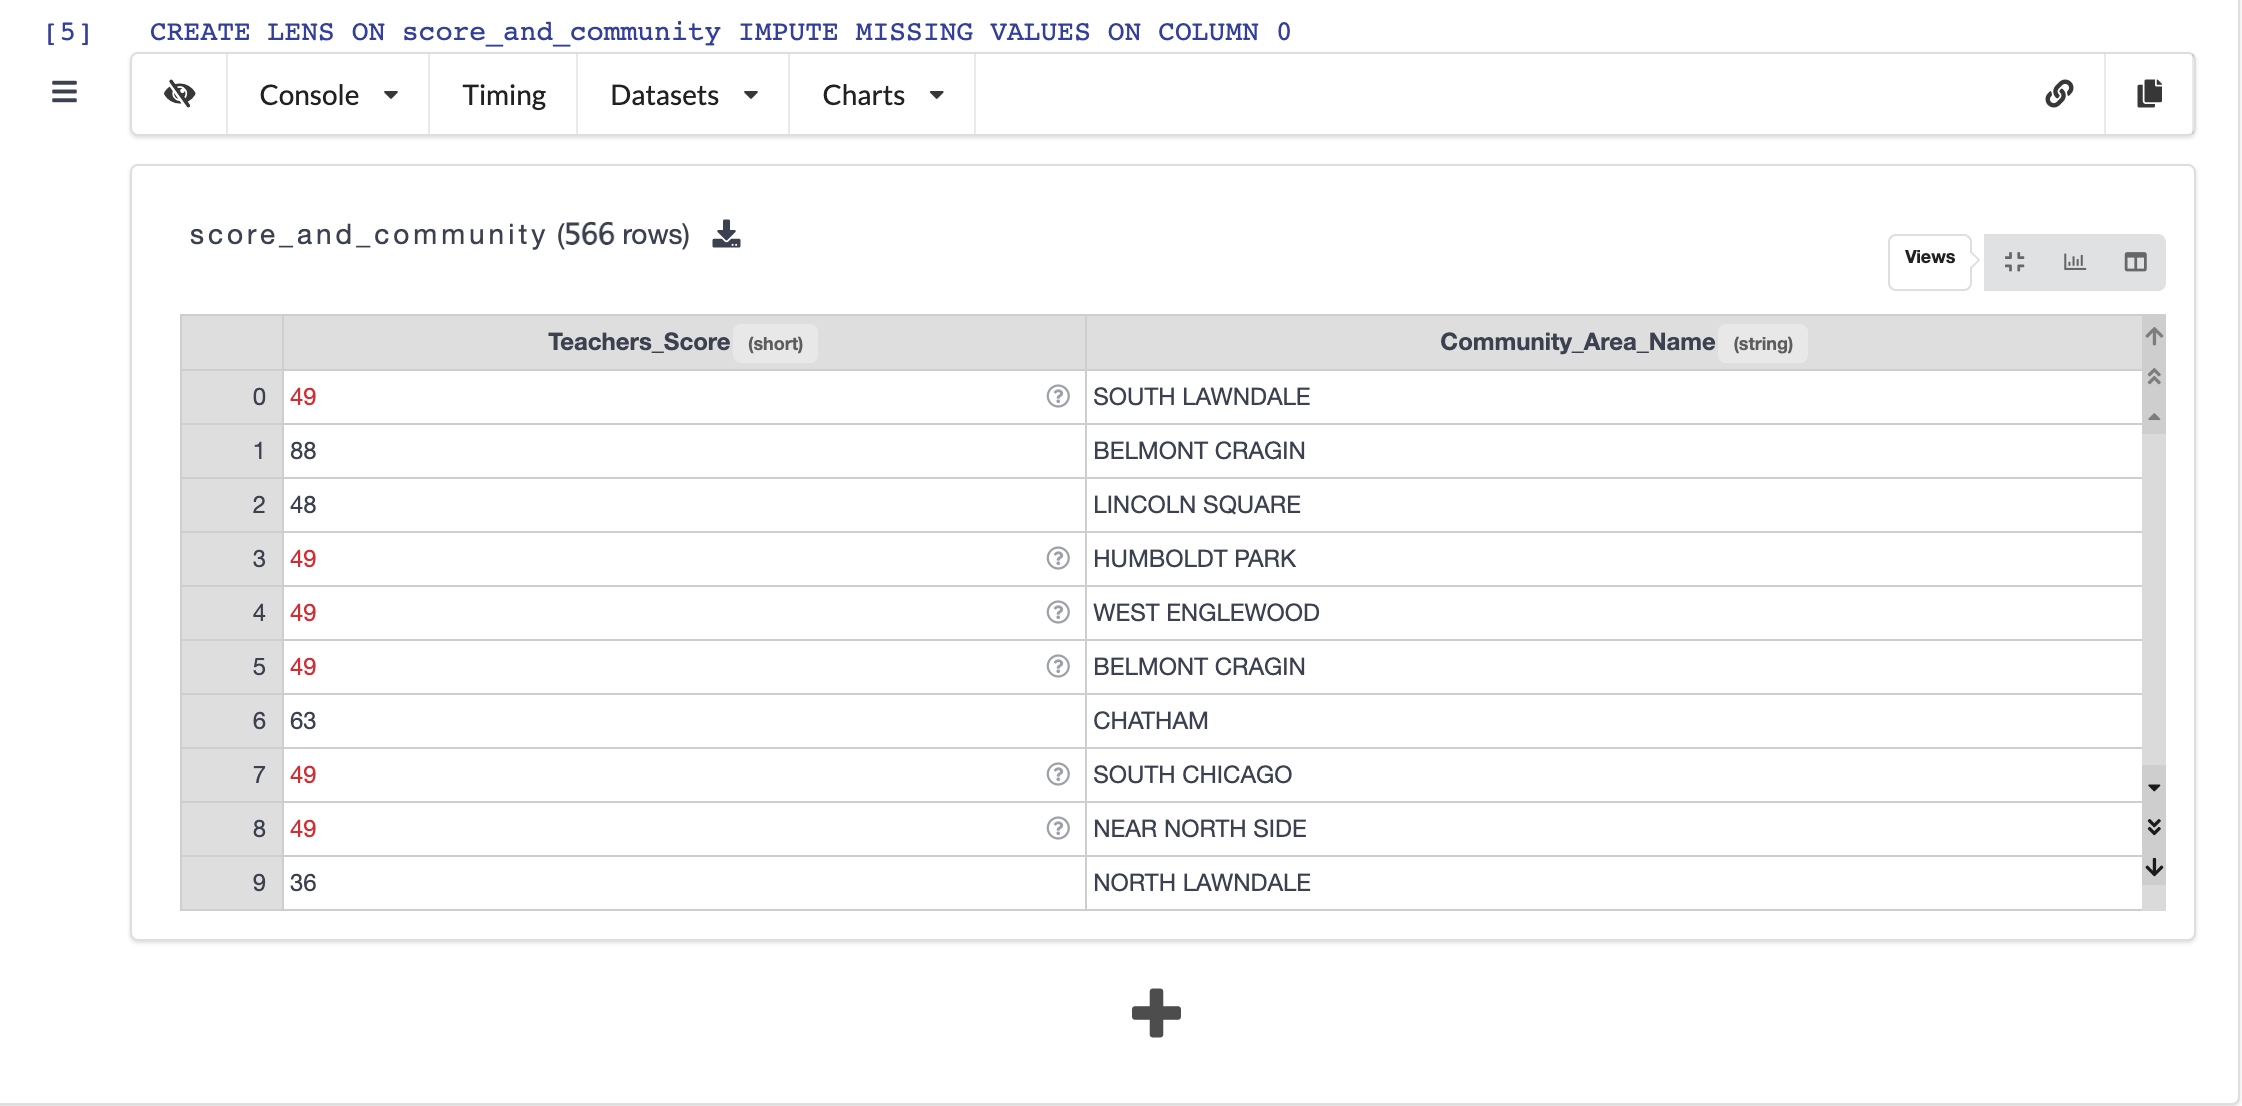 [5] CREATE LENS ON score_and_community IMPUTE MISSING VALUES ON COLUMN 0
Console Timing Datasets Charts
score_and_community (566 rows)
Views
Teachers_Score (short) Community_Area_Name (string)
0 49 SOUTH LAWNDALE
1 88 BELMONT CRAGIN
2 48 LINCOLN SQUARE
3 49 HUMBOLDT PARK
4 49 WEST ENGLEWOOD
5 49 BELMONT CRAGIN
6 63 CHATHAM
7 49 SOUTH CHICAGO
8 49 NEAR NORTH SIDE
9 36 NORTH LAWNDALE